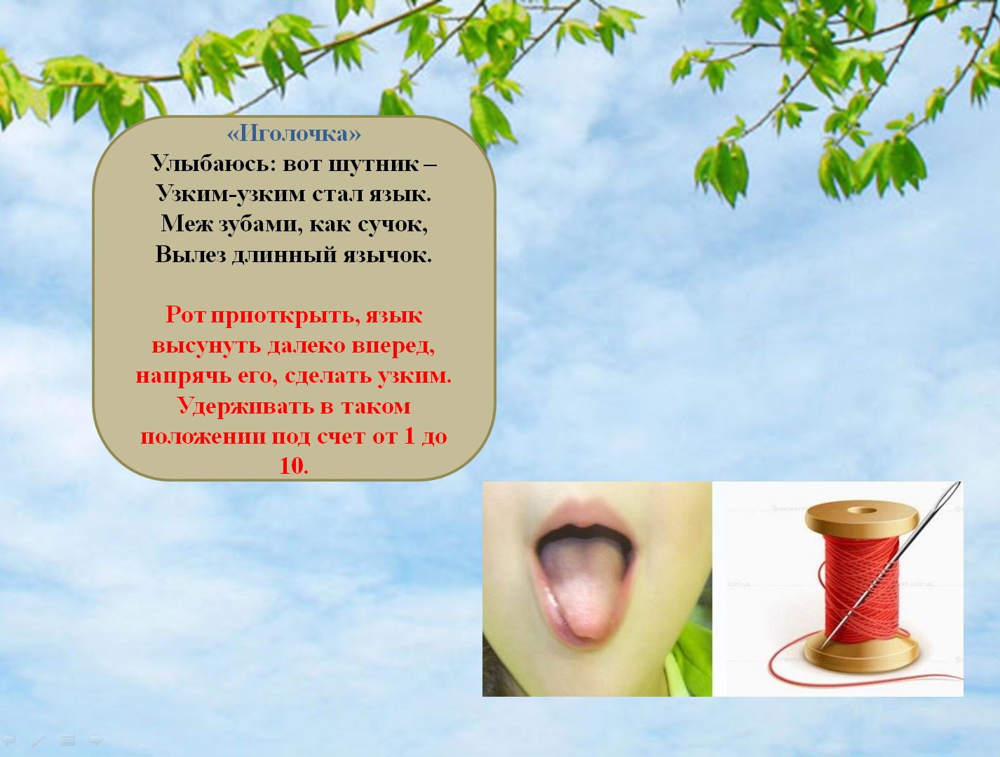 «Иголочка»
Улыбаюсь: вот шутник –
Узким-узким стал язык.
Меж зубами, как сучок,
Вылез длинный язычок.
Рот приоткрыть, язык
высунуть далеко вперед,
напрячь его, сделать узким.
Удерживать в таком
положении под счет от 1 до
10.